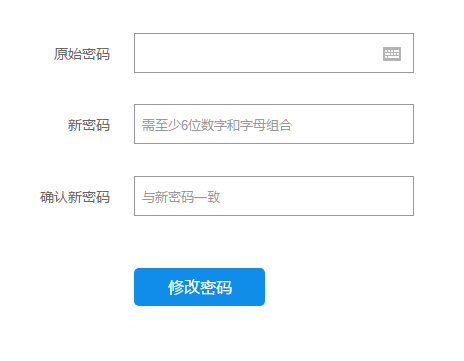 原始密码
新密码
需至少6位数字和字母组合
确认新密码
与新密码一致
修改密码